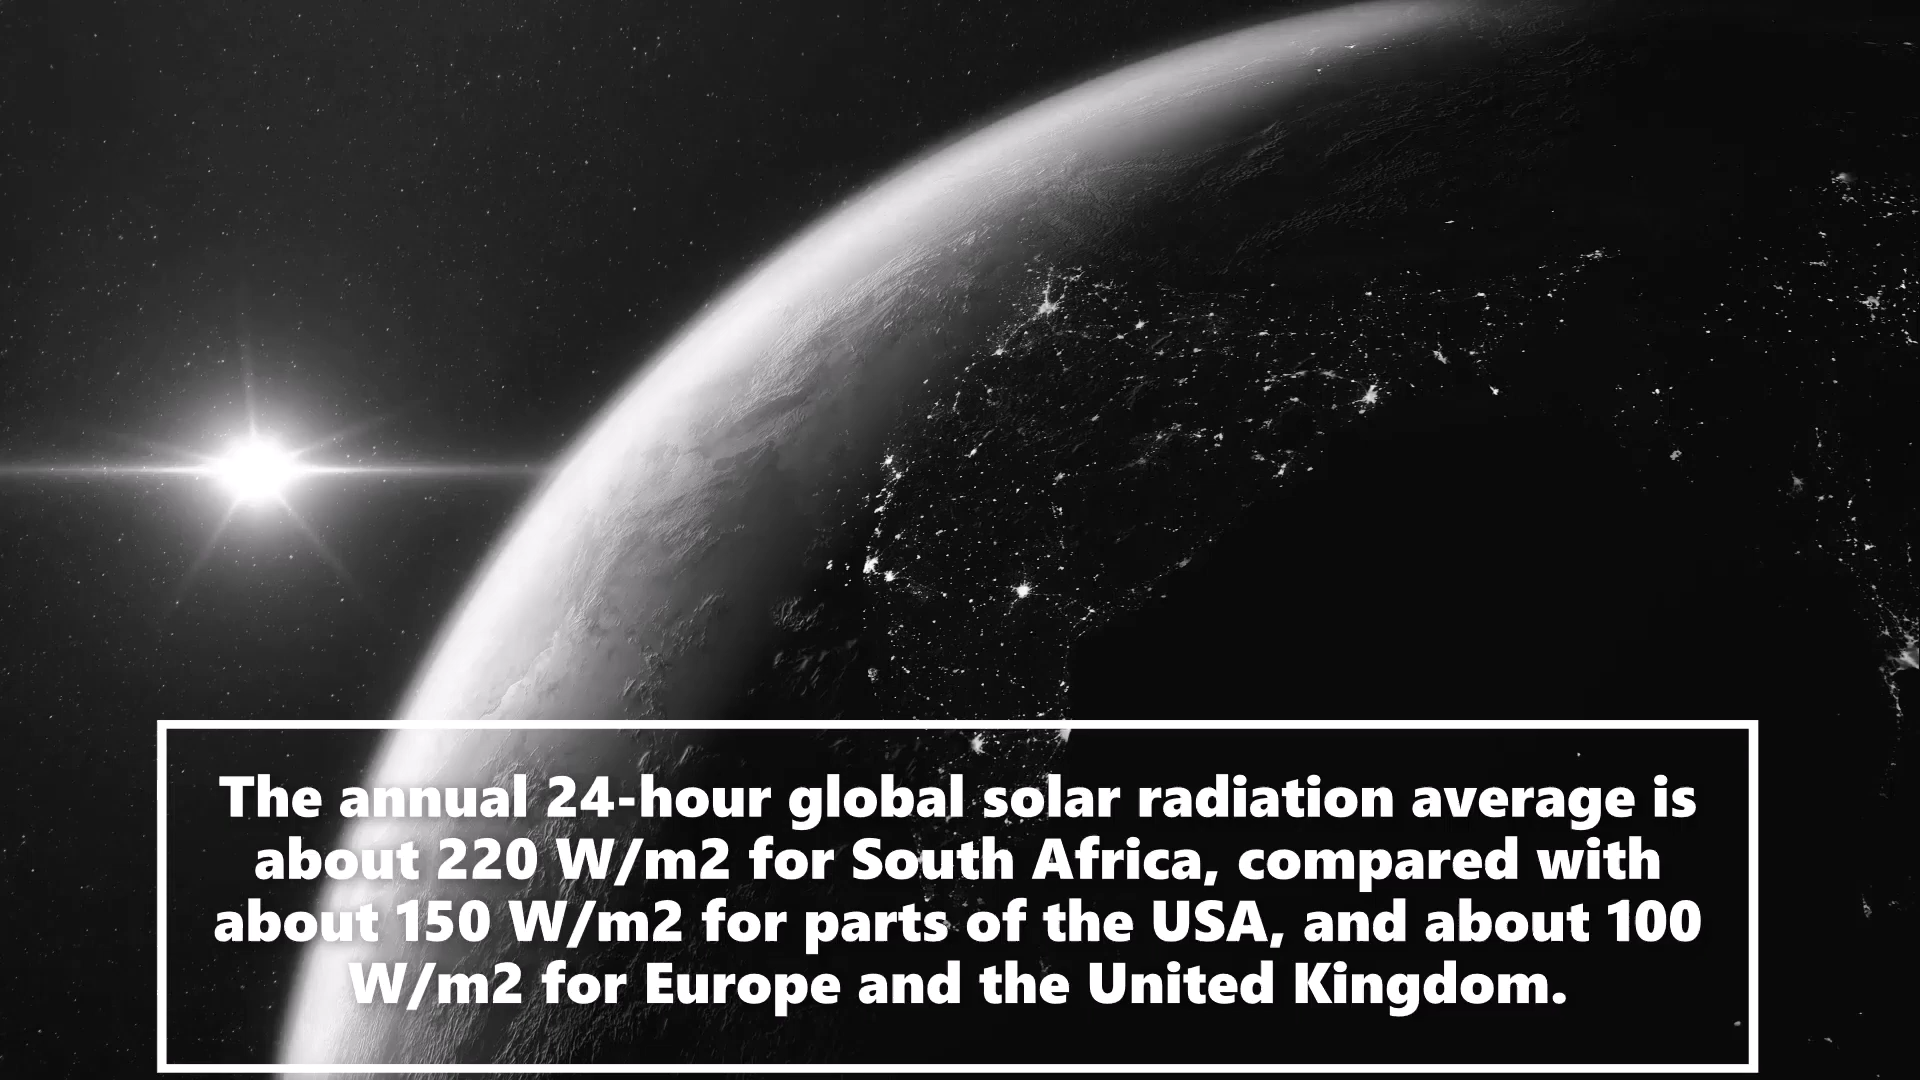 The annual 24-hour global solar radiation average is
about 220 W/m2 for South Africa, compared with
about 150 W/m2 for parts of the USA, and about 100
W/m2 for Europe and the United Kingdom.